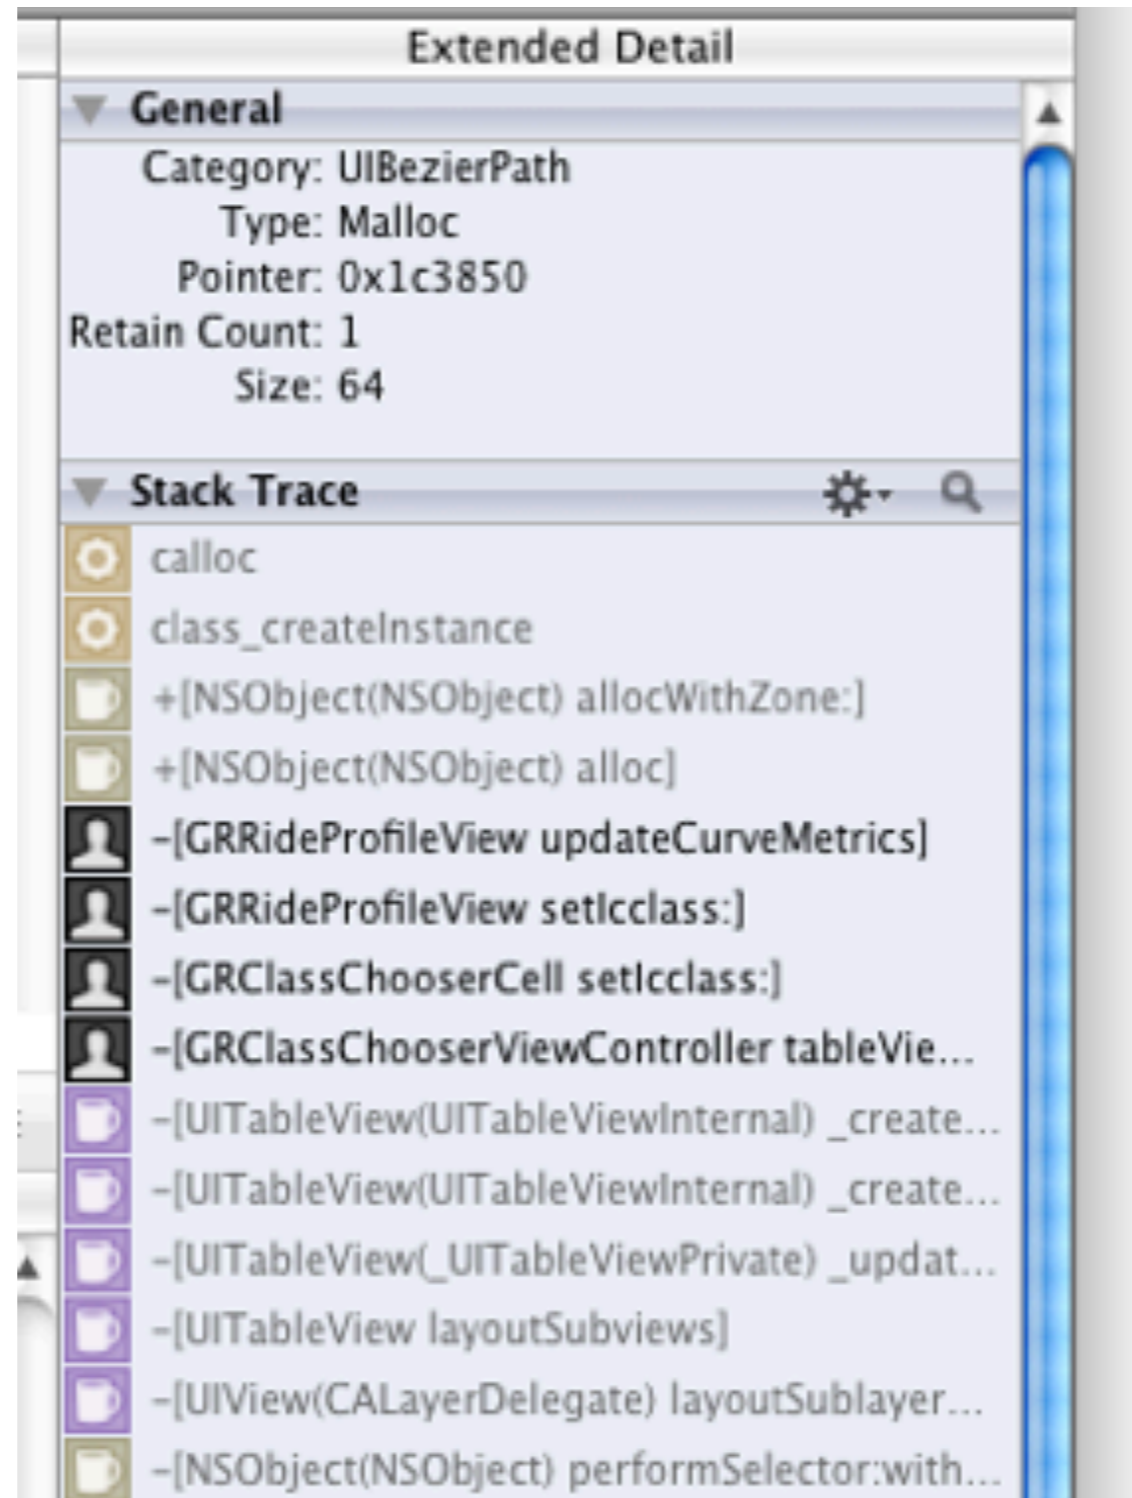 Extended Detail
General
Category: UIBezierPath
Type: Malloc
Pointer: 0x1c3850
Retain Count: 1
Size: 64
Stack Trace
calloc
class_createInstance
+[NSObject(NSObject) allocWithZone:]
+[NSObject(NSObject) alloc]
-[GRRideProfileView updateCurveMetrics]
-[GRRideProfileView setIcclass:]
-[GRClassChooserCell setIcclass:]
-[GRClassChooserViewController tableVie...
-[UITableView(UITableViewInternal) _create...
-[UITableView(UITableViewInternal) _create...
-[UITableView(_UITableViewPrivate) _updat...
-[UITableView layoutSubviews]
-[UIView(CALayerDelegate) layoutSublayer...
-[NSObject(NSObject) performSelector:with...